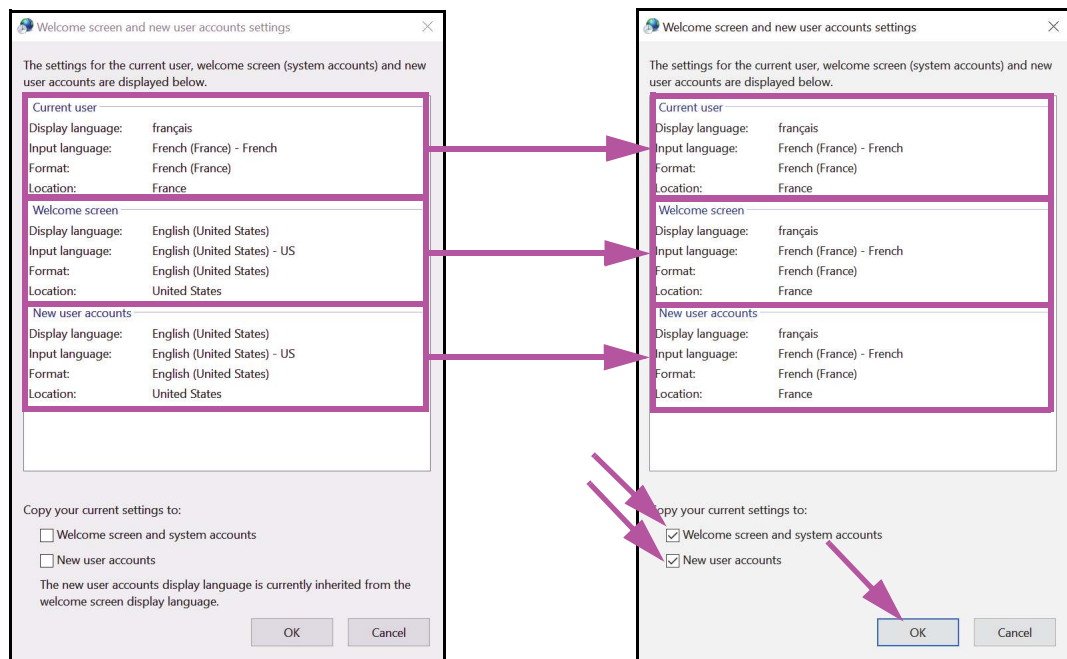 Welcome screen and new user accounts settings
The settings for the current user, welcome screen (system accounts) and new
user accounts are displayed below.
Current user
Display language: français
Input language: French (France) - French
Format: French (France)
Location: France
Welcome screen
Display language: English (United States)
Input language: English (United States) - US
Format: English (United States)
Location: United States
New user accounts
Display language: English (United States)
Input language: English (United States) - US
Format: English (United States)
Location: United States
Copy your current settings to:
Welcome screen and system accounts
New user accounts
The new user accounts display language is currently inherited from the
welcome screen display language.
OK Cancel
Welcome screen and new user accounts settings
The settings for the current user, welcome screen (system accounts) and new
user accounts are displayed below.
Current user
Display language: français
Input language: French (France) - French
Format: French (France)
Location: France
Welcome screen
Display language: français
Input language: French (France) - French
Format: French (France)
Location: France
New user accounts
Display language: français
Input language: French (France) - French
Format: French (France)
Location: France
Copy your current settings to:
Welcome screen and system accounts
New user accounts
OK Cancel